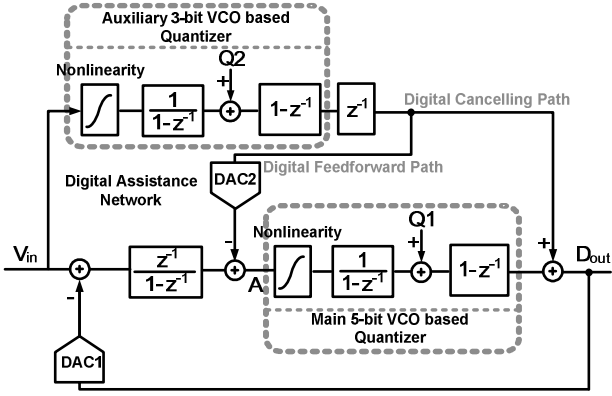 Auxiliary 3-bit VCO based
Quantizer
Nonlinearity
Q2
+
1
1-z⁻¹
+
1-z⁻¹
z⁻¹
Digital Cancelling Path
Digital Feedforward Path
DAC2
Digital Assistance
Network
Nonlinearity
Q1
V_in
+
-
z⁻¹
1-z⁻¹
-
+
A
1
1-z⁻¹
+
+
1-z⁻¹
+
+
D_out
Main 5-bit VCO based
Quantizer
DAC1